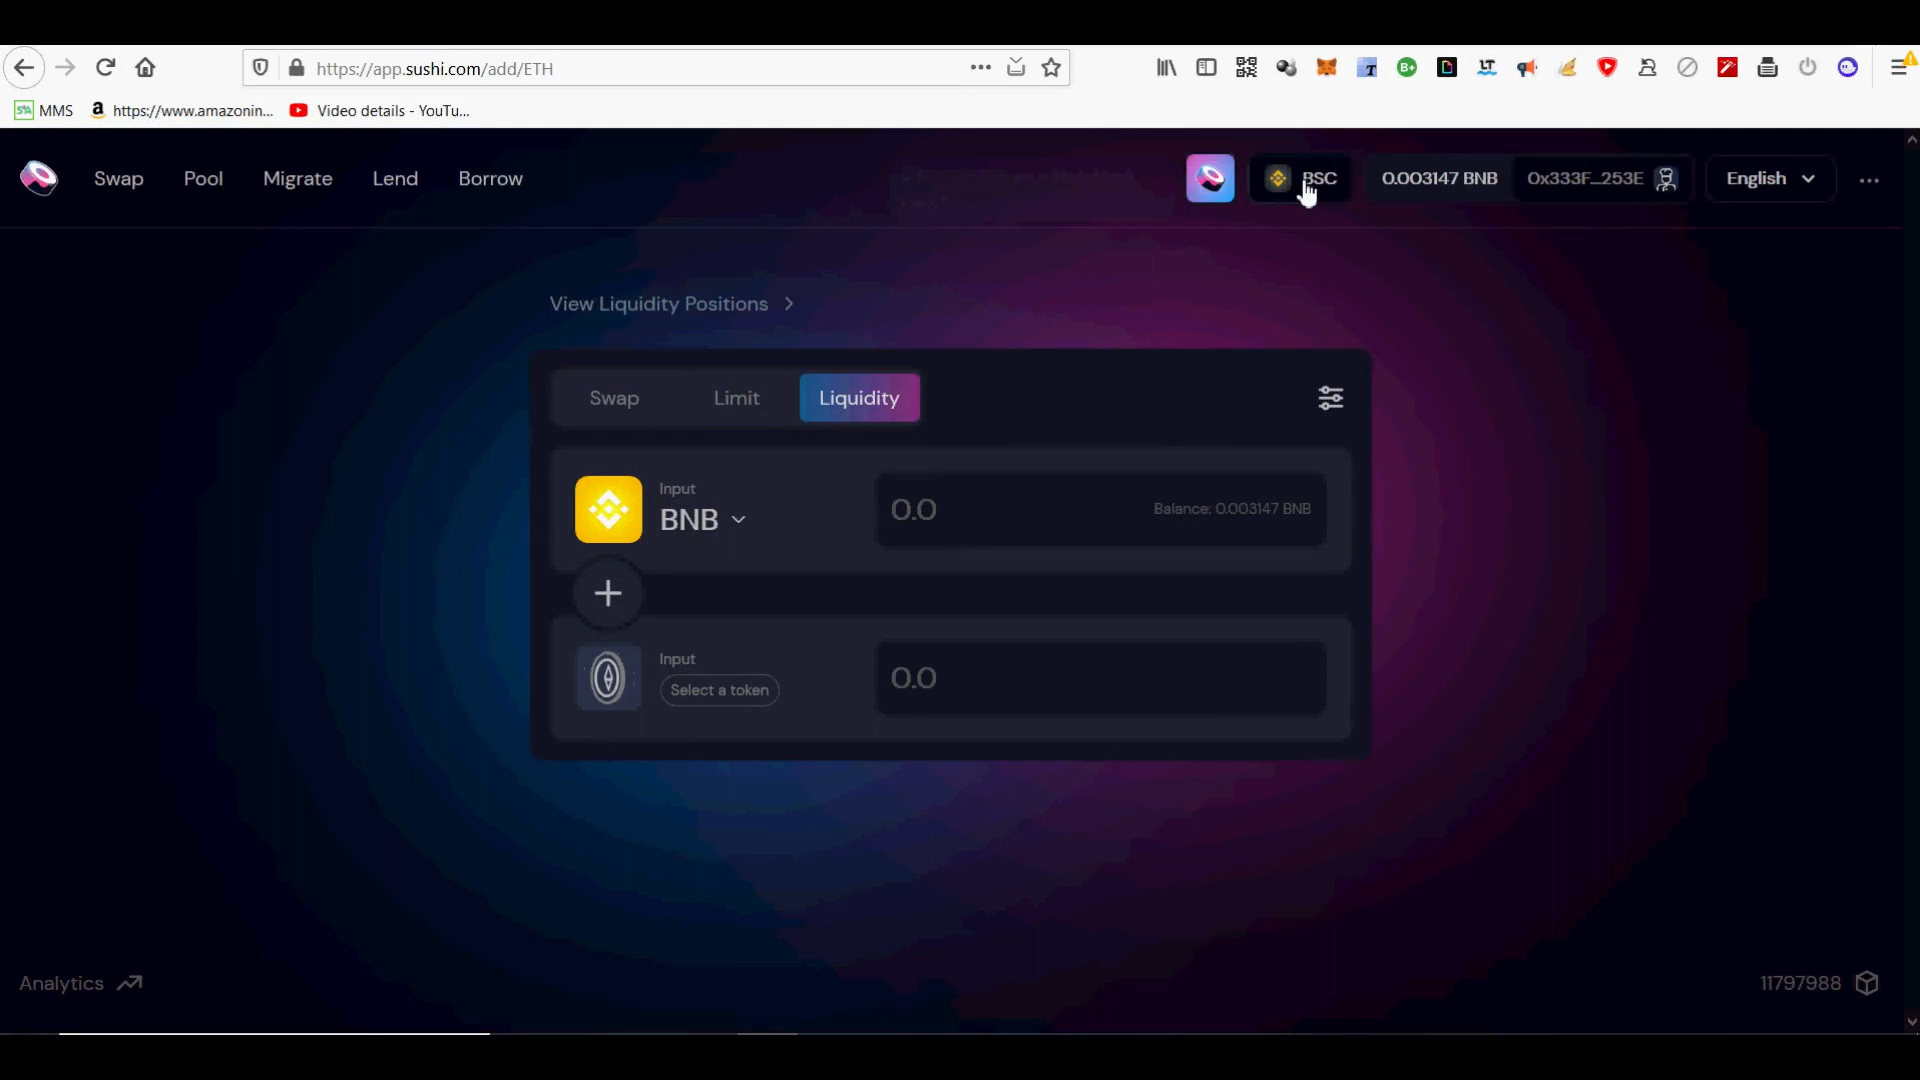 https://app.sushi.com/add/ETH
MMS
https://www.amazonin...
Video details - YouTu...
Swap
Pool
Migrate
Lend
Borrow
BSC
0.003147 BNB
0x333F...253E
English
View Liquidity Positions
Swap
Limit
Liquidity
Input
BNB
0.0
Balance: 0.003147 BNB
Input
Select a token
0.0
Analytics
11797988